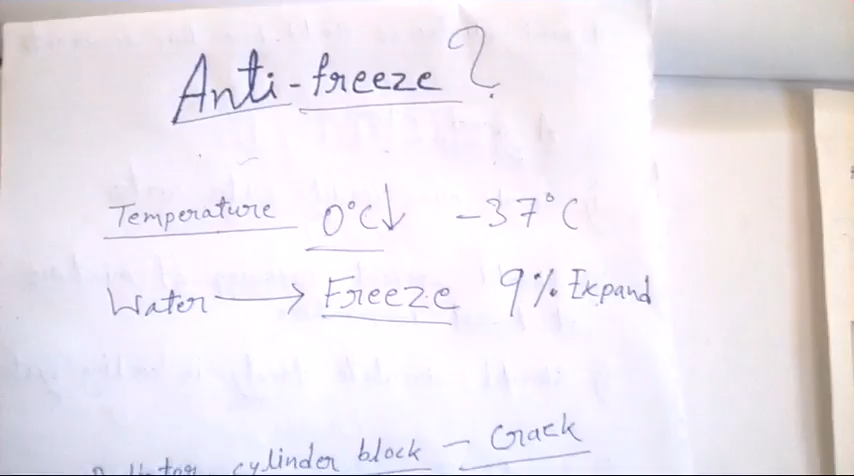 Anti-freeze?
Temperature 0°C↓ -37°C
Water → Freeze 9% Expand
cylinder block - Crack